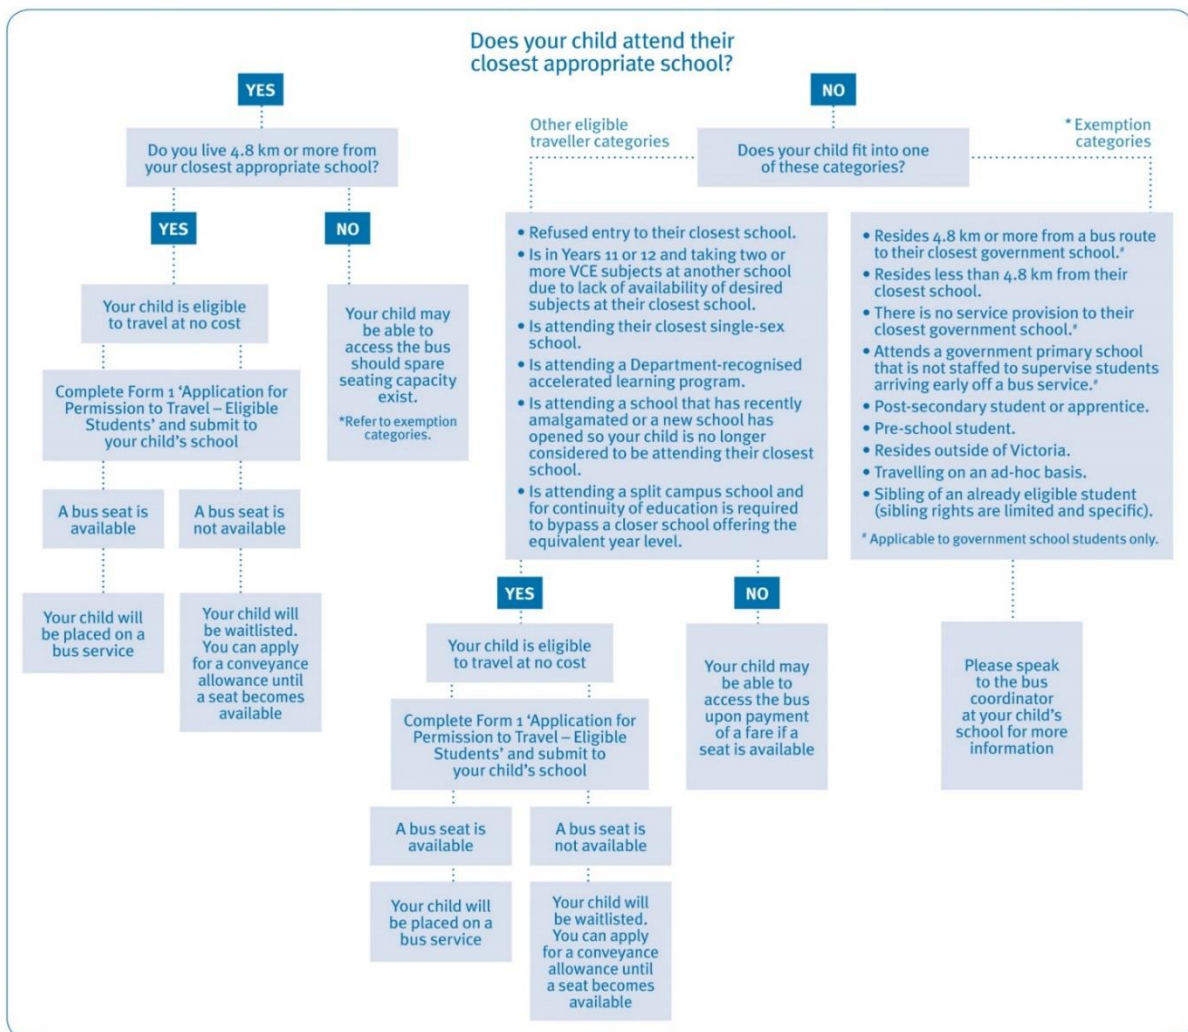 Does your child attend their
closest appropriate school?
YES
Do you live 4.8 km or more from
your closest appropriate school?
YES
Your child is eligible
to travel at no cost
Complete Form 1 ‘Application for
Permission to Travel – Eligible
Students’ and submit to
your child’s school
A bus seat is
available
Your child will
be placed on a
bus service
A bus seat is
not available
Your child will
be waitlisted.
You can apply
for a conveyance
allowance until
a seat becomes
available
NO
Your child may
be able to
access the bus
should spare
seating capacity
exist.
*Refer to exemption
categories.
NO
Does your child fit into one
of these categories?
Other eligible
traveller categories
• Refused entry to their closest school.
• Is in Years 11 or 12 and taking two or
more VCE subjects at another school
due to lack of availability of desired
subjects at their closest school.
• Is attending their closest single-sex
school.
• Is attending a Department-recognised
accelerated learning program.
• Is attending a school that has recently
amalgamated or a new school has
opened so your child is no longer
considered to be attending their closest
school.
• Is attending a split campus school and
for continuity of education is required
to bypass a closer school offering the
equivalent year level.
YES
Your child is eligible
to travel at no cost
Complete Form 1 ‘Application for
Permission to Travel – Eligible
Students’ and submit to
your child’s school
A bus seat is
available
Your child will
be placed on a
bus service
A bus seat is
not available
Your child will
be waitlisted.
You can apply
for a conveyance
allowance until
a seat becomes
available
NO
Your child may
be able to
access the bus
upon payment
of a fare if a
seat is available
* Exemption
categories
• Resides 4.8 km or more from a bus route
to their closest government school.#
• Resides less than 4.8 km from their
closest school.
• There is no service provision to their
closest government school.#
• Attends a government primary school
that is not staffed to supervise students
arriving early off a bus service.#
• Post-secondary student or apprentice.
• Pre-school student.
• Resides outside of Victoria.
• Travelling on an ad-hoc basis.
• Sibling of an already eligible student
(sibling rights are limited and specific).
# Applicable to government school students only.
Please speak
to the bus
coordinator
at your child’s
school for more
information